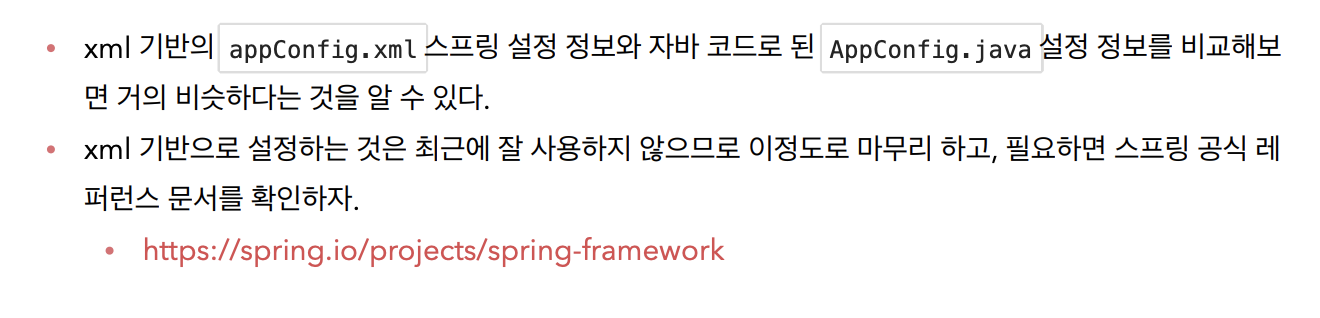 • xml 기반의 appConfig.xml 스프링 설정 정보와 자바 코드로 된 AppConfig.java 설정 정보를 비교해보
면 거의 비슷하다는 것을 알 수 있다.
• xml 기반으로 설정하는 것은 최근에 잘 사용하지 않으므로 이정도로 마무리 하고, 필요하면 스프링 공식 레
퍼런스 문서를 확인하자.
• https://spring.io/projects/spring-framework